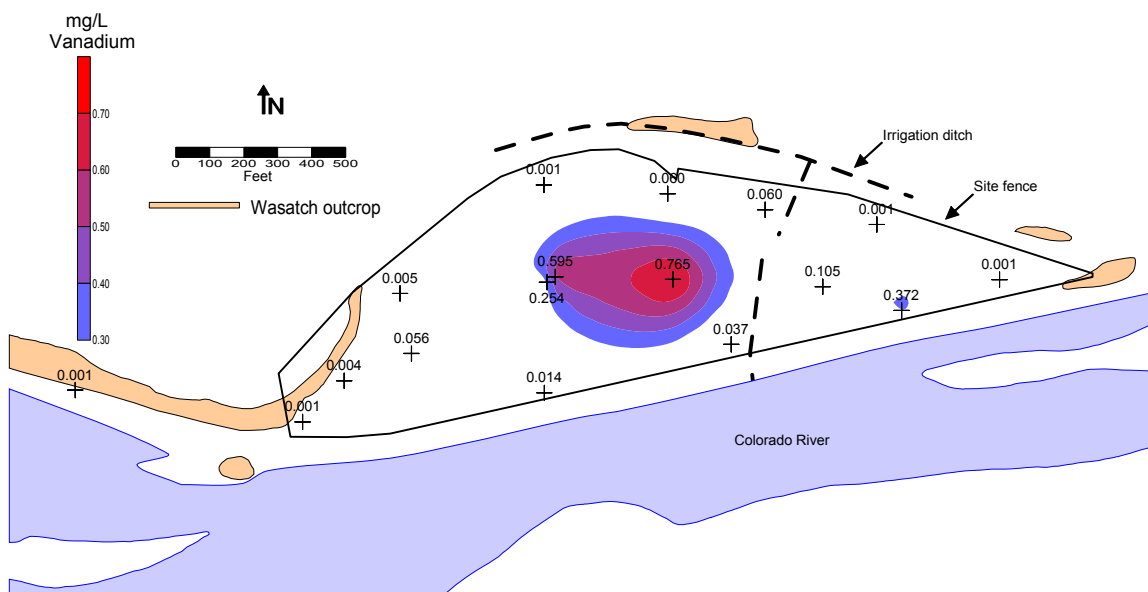 mg/L
Vanadium
0.70
0.60
0.50
0.40
0.30
N
0 100 200 300 400 500
Feet
Wasatch outcrop
Irrigation ditch
Site fence
0.001
0.060
0.060
0.001
0.595
0.765
0.254
0.005
0.105
0.001
0.372
0.056
0.037
0.004
0.014
0.001
0.001
Colorado River